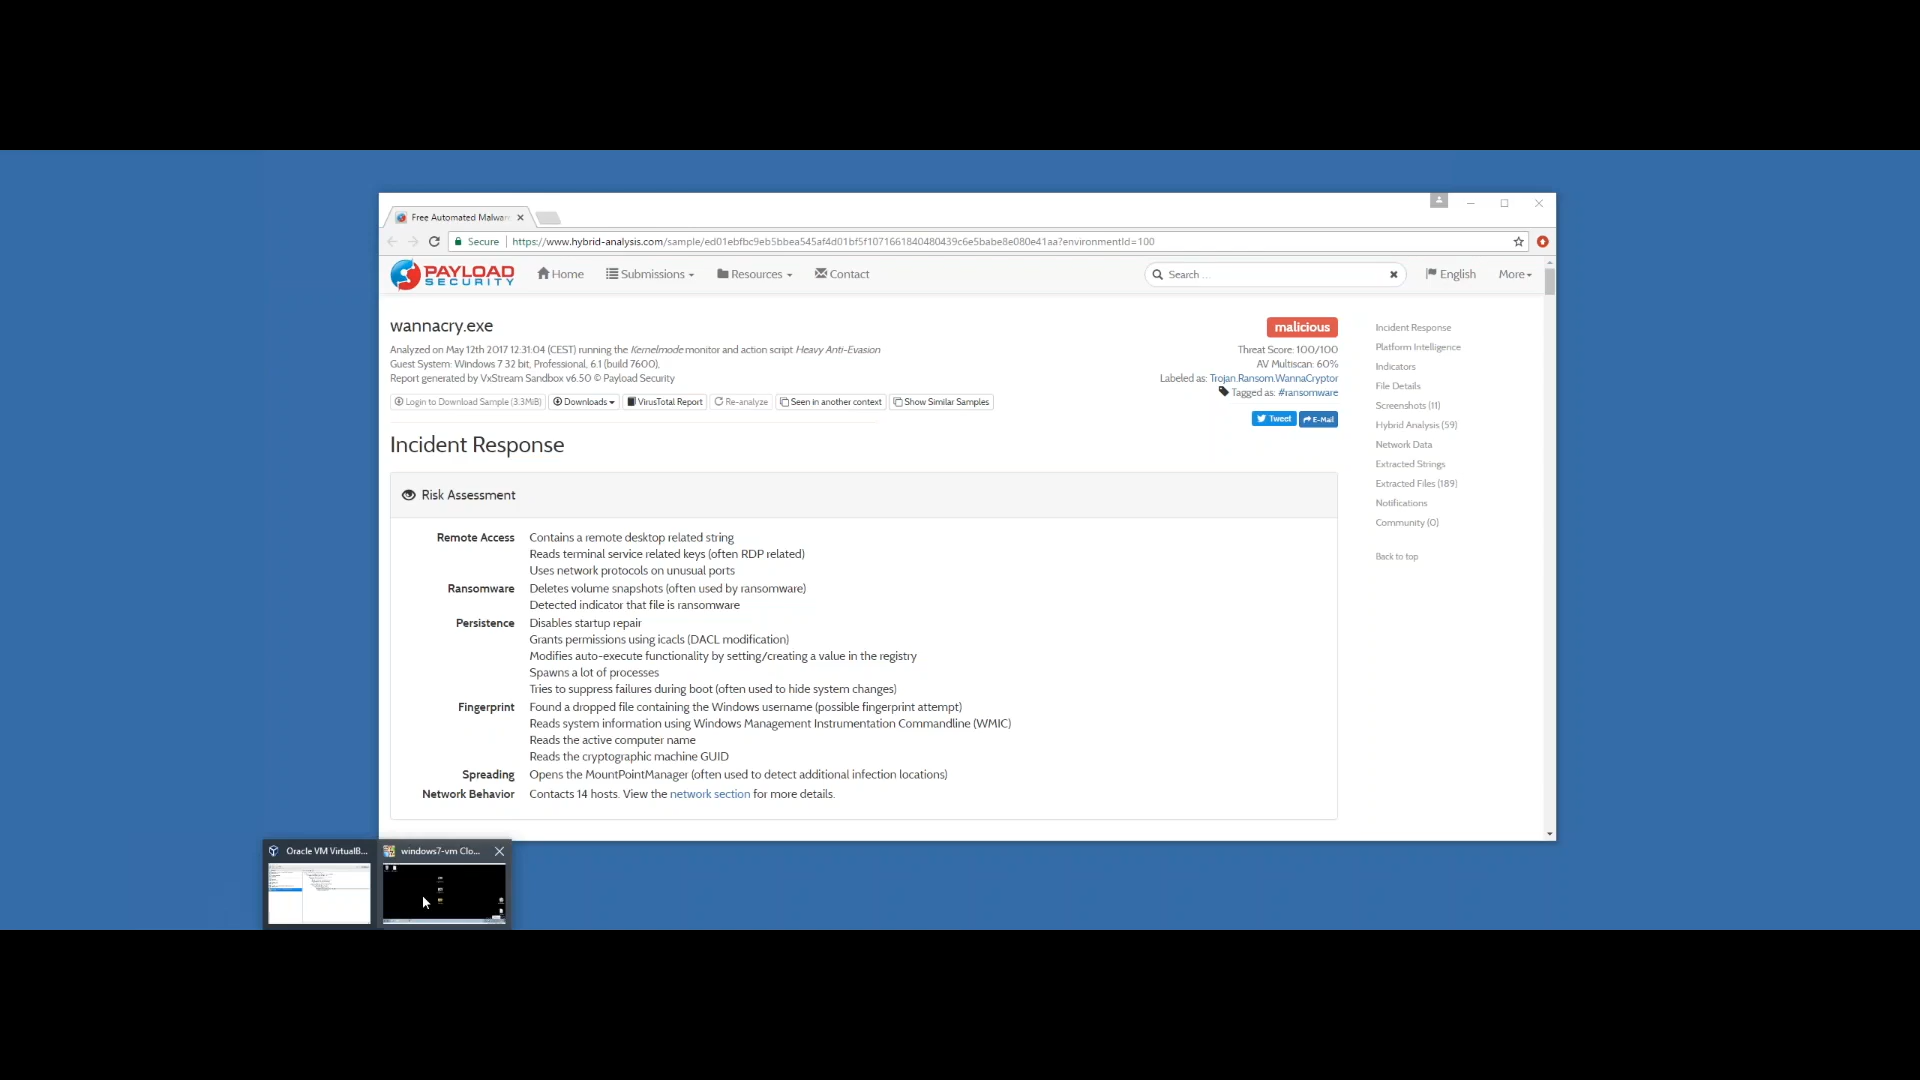 Free Automated Malwar
Secure https://www.hybrid-analysis.com/sample/ed01ebfbc9eb5bbea545af4d01bf5f1071661840480439c6e5babe8e080e41aa?environmentId=100
PAYLOAD SECURITY Home Submissions Resources Contact Search ... English More
wannacry.exe
malicious
Analyzed on May 12th 2017 12:31:04 (CEST) running the Kernelmode monitor and action script Heavy Anti-Evasion
Guest System: Windows 7 32 bit, Professional, 6.1 (build 7600),
Report generated by VxStream Sandbox v6.50 © Payload Security
Threat Score: 100/100
AV Multiscan: 60%
Labeled as: Trojan.Ransom.WannaCryptor
Tagged as: #ransomware
Login to Download Sample (3.3MiB) Downloads VirusTotal Report Re-analyze Seen in another context Show Similar Samples
Tweet E-Mail
Incident Response
Risk Assessment
Remote Access Contains a remote desktop related string
Reads terminal service related keys (often RDP related)
Uses network protocols on unusual ports
Ransomware Deletes volume snapshots (often used by ransomware)
Detected indicator that file is ransomware
Persistence Disables startup repair
Grants permissions using icacls (DACL modification)
Modifies auto-execute functionality by setting/creating a value in the registry
Spawns a lot of processes
Tries to suppress failures during boot (often used to hide system changes)
Fingerprint Found a dropped file containing the Windows username (possible fingerprint attempt)
Reads system information using Windows Management Instrumentation Commandline (WMIC)
Reads the active computer name
Reads the cryptographic machine GUID
Spreading Opens the MountPointManager (often used to detect additional infection locations)
Network Behavior Contacts 14 hosts. View the network section for more details.
Incident Response
Platform Intelligence
Indicators
File Details
Screenshots (11)
Hybrid Analysis (59)
Network Data
Extracted Strings
Extracted Files (189)
Notifications
Community (0)
Back to top
Oracle VM VirtualB... windows7-vm Clo...